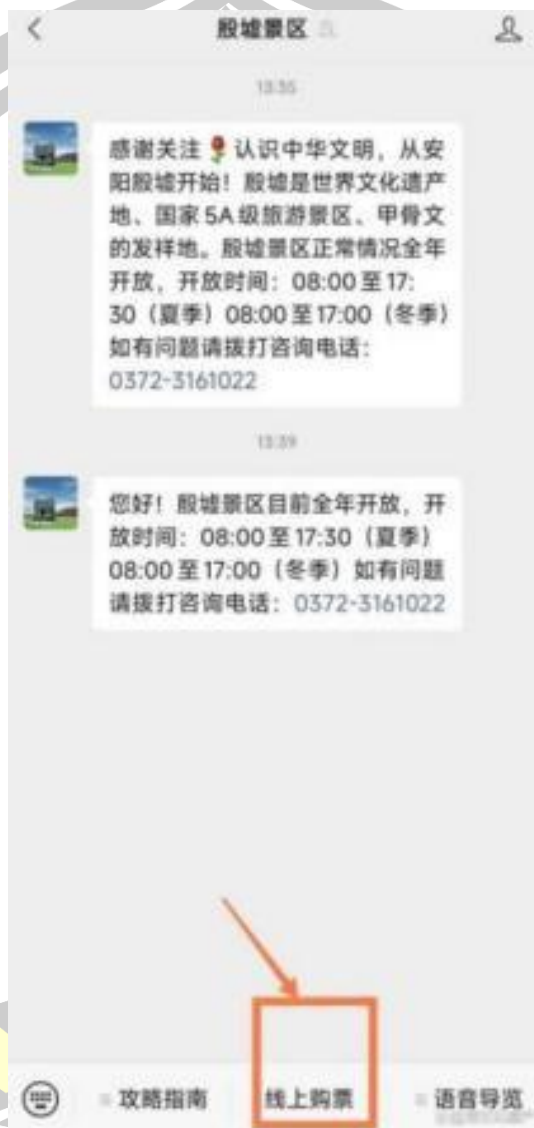 殷墟景区
13:35
感谢关注🌹认识中华文明，从安
阳殷墟开始！殷墟是世界文化遗产
地、国家5A级旅游景区、甲骨文
的发祥地。殷墟景区正常情况全年
开放，开放时间：08:00至17:
30（夏季）08:00至17:00（冬季）
如有问题请拨打咨询电话：
0372-3161022
13:39
您好！殷墟景区目前全年开放，开
放时间：08:00至17:30（夏季）
08:00至17:00（冬季）如有问题
请拨打咨询电话：0372-3161022
攻略指南 线上购票 语音导览